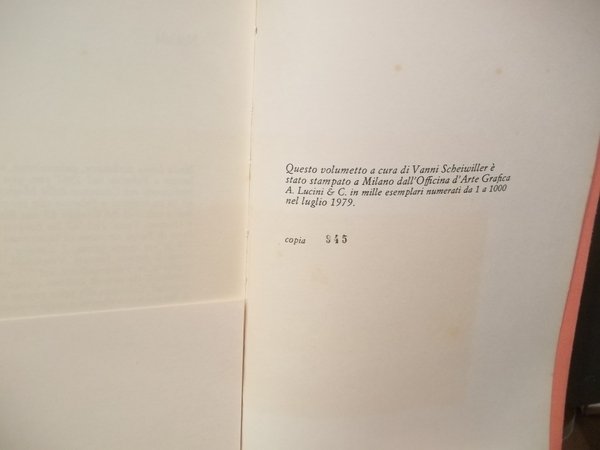 Questo volumetto a cura di Vanni Scheiwiller è
stato stampato a Milano dall'Officina d'Arte Grafica
A. Lucini & C. in mille esemplari numerati da 1 a 1000
nel luglio 1979.
copia 945